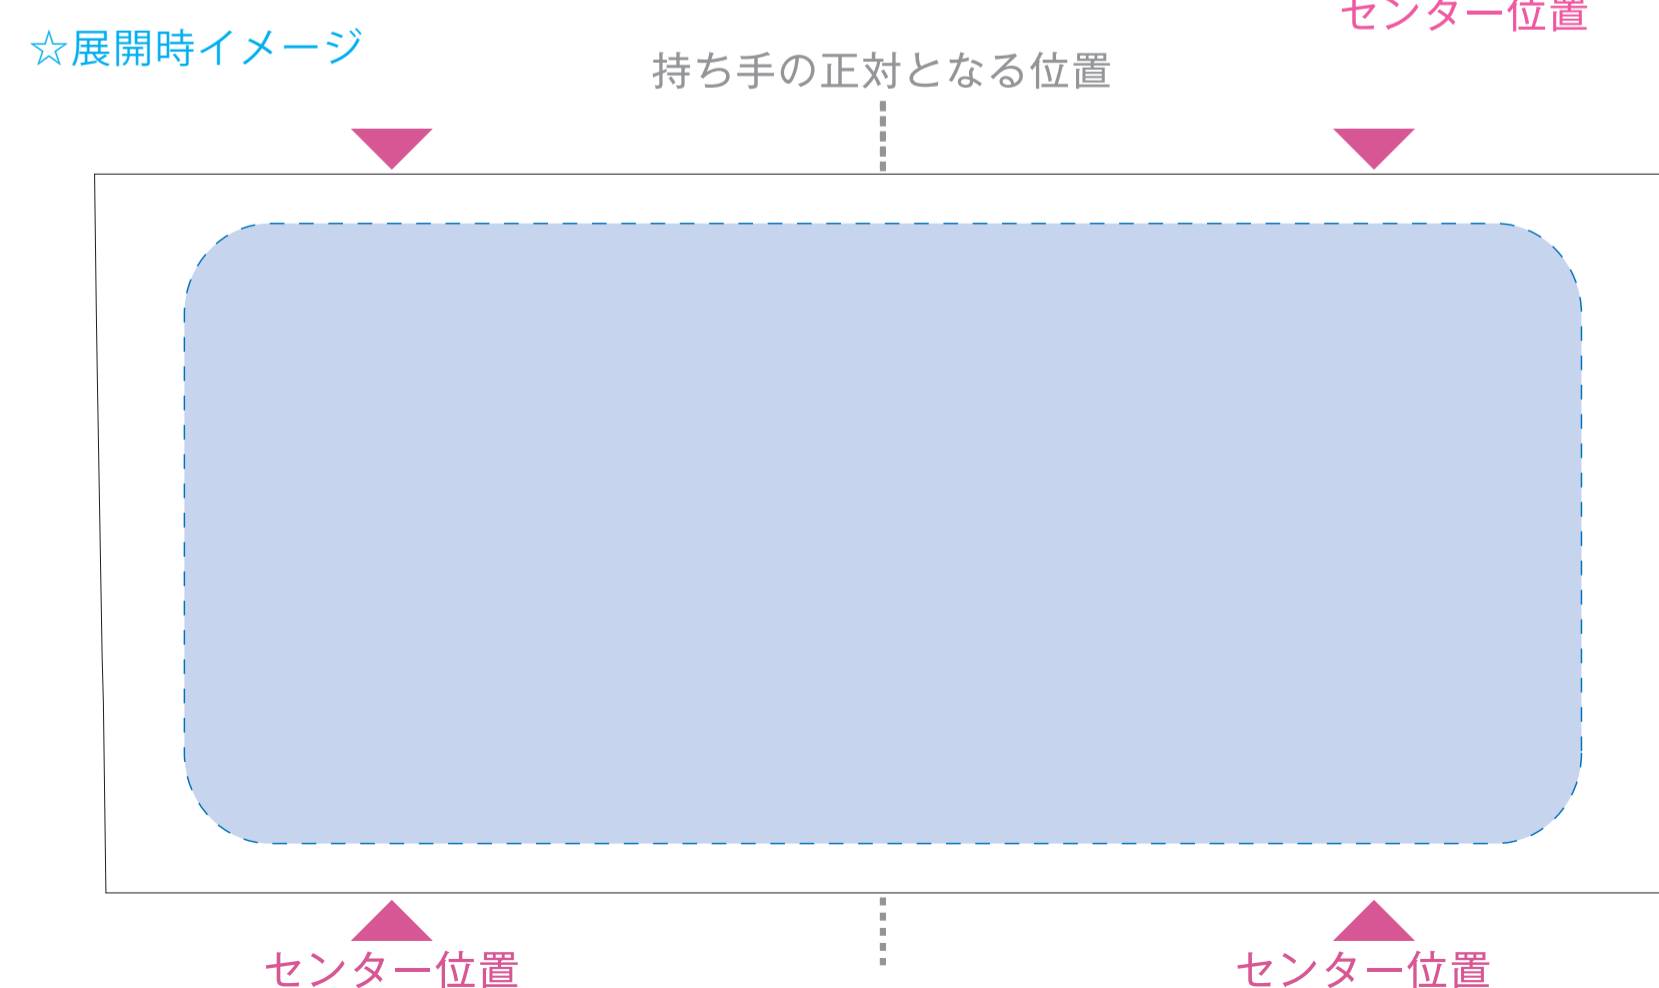 センター位置
☆展開時イメージ
持ち手の正対となる位置
センター位置
センター位置